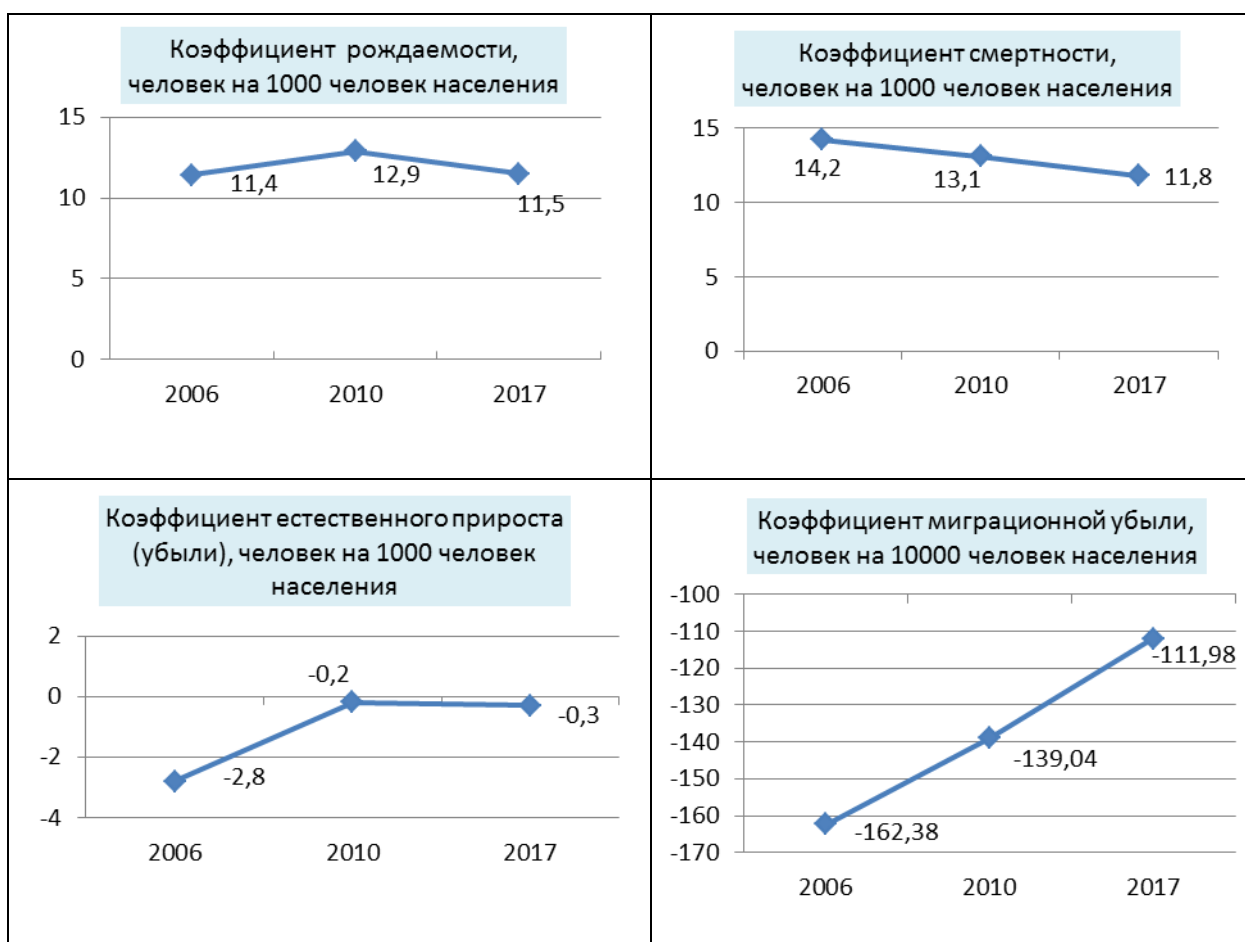 Коэффициент рождаемости,
человек на 1000 человек населения
15
10
5
0
11,4
12,9
11,5
2006 2010 2017
Коэффициент смертности,
человек на 1000 человек населения
15
10
5
0
14,2
13,1
11,8
2006 2010 2017
Коэффициент естественного прироста
(убыли), человек на 1000 человек
населения
2
0
-2
-4
-2,8
-0,2
-0,3
2006 2010 2017
Коэффициент миграционной убыли,
человек на 10000 человек населения
-100
-110
-120
-130
-140
-150
-160
-170
-162,38
-139,04
-111,98
2006 2010 2017